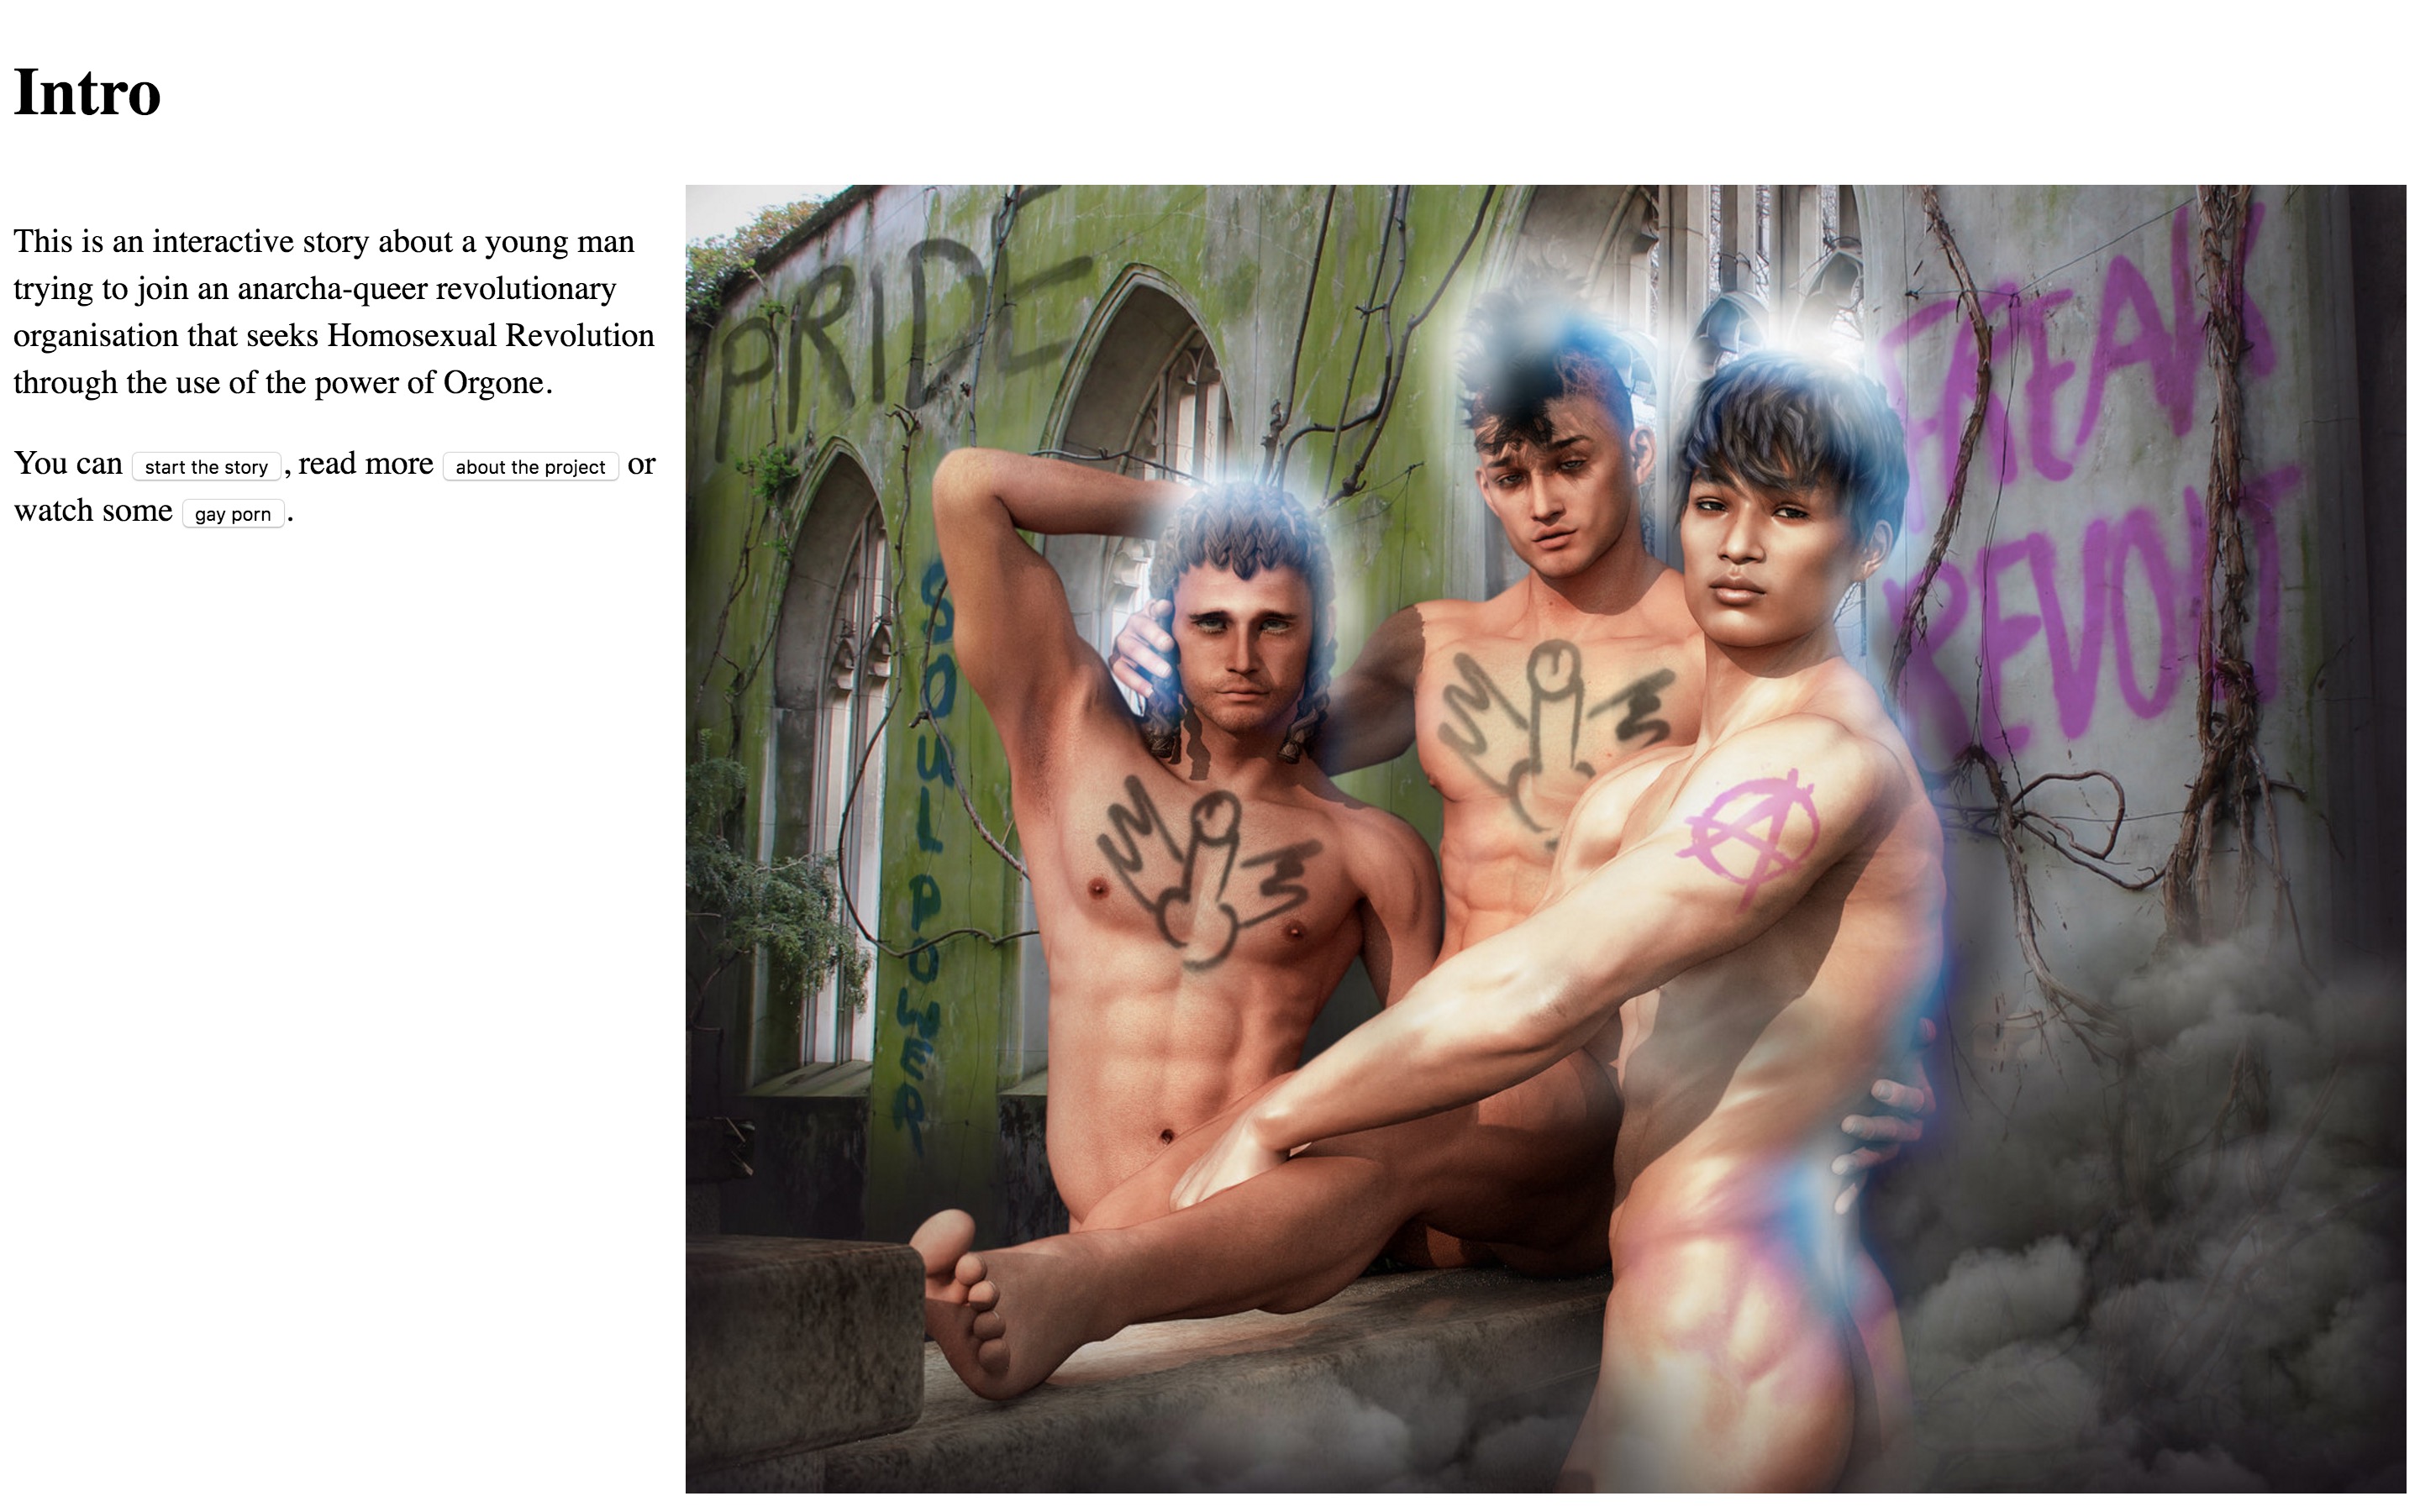 Intro
This is an interactive story about a young man
trying to join an anarcha-queer revolutionary
organisation that seeks Homosexual Revolution
through the use of the power of Orgone.
You can start the story, read more about the project or
watch some gay porn.
PRIDE
SOUL POWER
FREAK
REVOLT